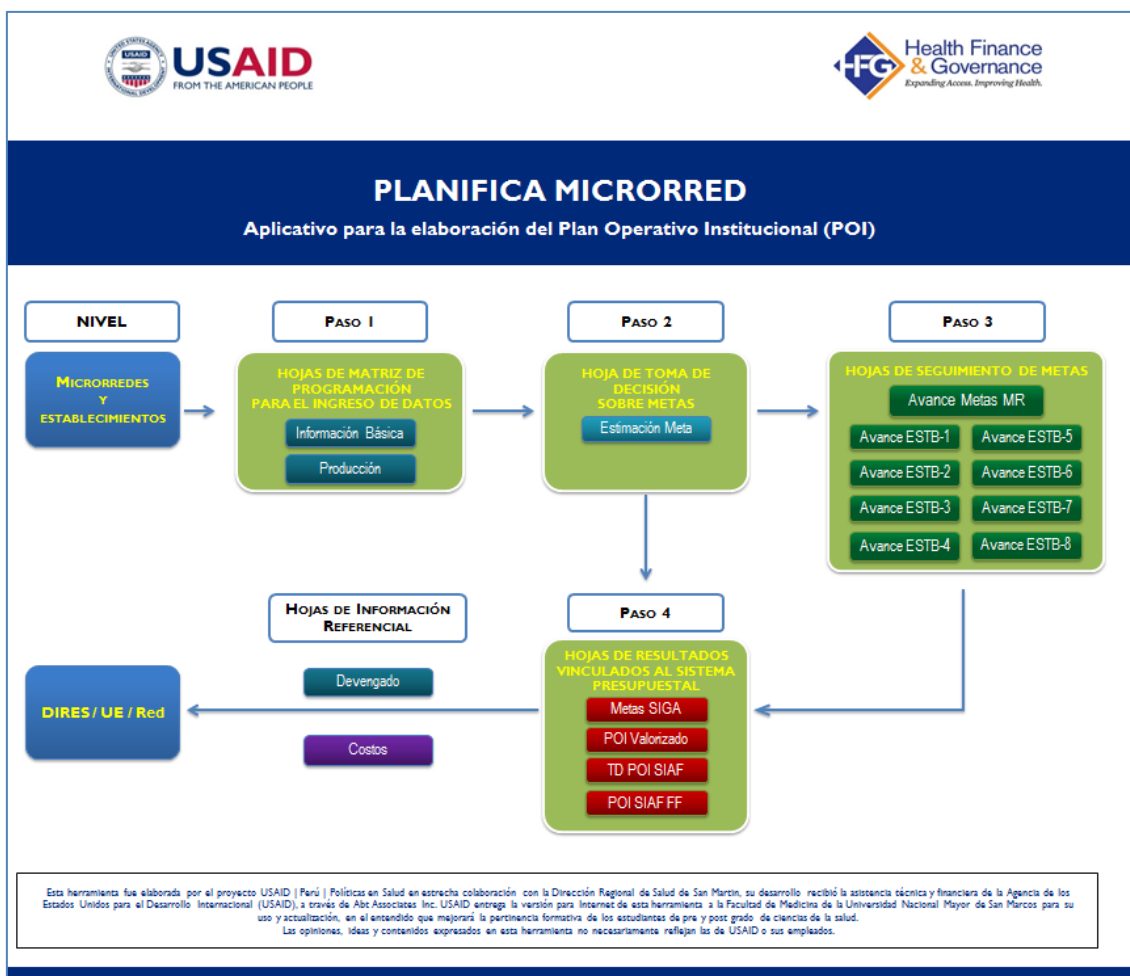 USAID
FROM THE AMERICAN PEOPLE
HFG
Health Finance
& Governance
Expanding Access. Improving Health.
PLANIFICA MICRORRED
Aplicativo para la elaboración del Plan Operativo Institucional (POI)
NIVEL
PASO 1
PASO 2
PASO 3
MICRORREDES
Y
ESTABLECIMIENTOS
HOJAS DE MATRIZ DE
PROGRAMACIÓN
PARA EL INGRESO DE DATOS
Información Básica
Producción
HOJA DE TOMA DE
DECISIÓN
SOBRE METAS
Estimación Meta
HOJAS DE SEGUIMIENTO DE METAS
Avance Metas MR
Avance ESTB-1
Avance ESTB-5
Avance ESTB-2
Avance ESTB-6
Avance ESTB-3
Avance ESTB-7
Avance ESTB-4
Avance ESTB-8
HOJAS DE INFORMACIÓN
REFERENCIAL
PASO 4
DIRES / UE / Red
Devengado
Costos
HOJAS DE RESULTADOS
VINCULADOS AL SISTEMA
PRESUPUESTAL
Metas SIGA
POI Valorizado
TD POI SIAF
POI SIAF FF
Esta herramienta fue elaborada por el proyecto USAID | Perú | Políticas en Salud en estrecha colaboración con la Dirección Regional de Salud de San Martin, su desarrollo recibió la asistencia técnica y financiera de la Agencia de los
Estados Unidos para el Desarrollo Internacional (USAID), a través de Abt Associates Inc. USAID entrega la versión para Internet de esta herramienta a la Facultad de Medicina de la Universidad Nacional Mayor de San Marcos para su
uso y actualización, en el entendido que mejorará la pertinencia formativa de los estudiantes de pre y post grado de ciencias de la salud.
Las opiniones, ideas y contenidos expresados en esta herramienta no necesariamente reflejan las de USAID o sus empleados.